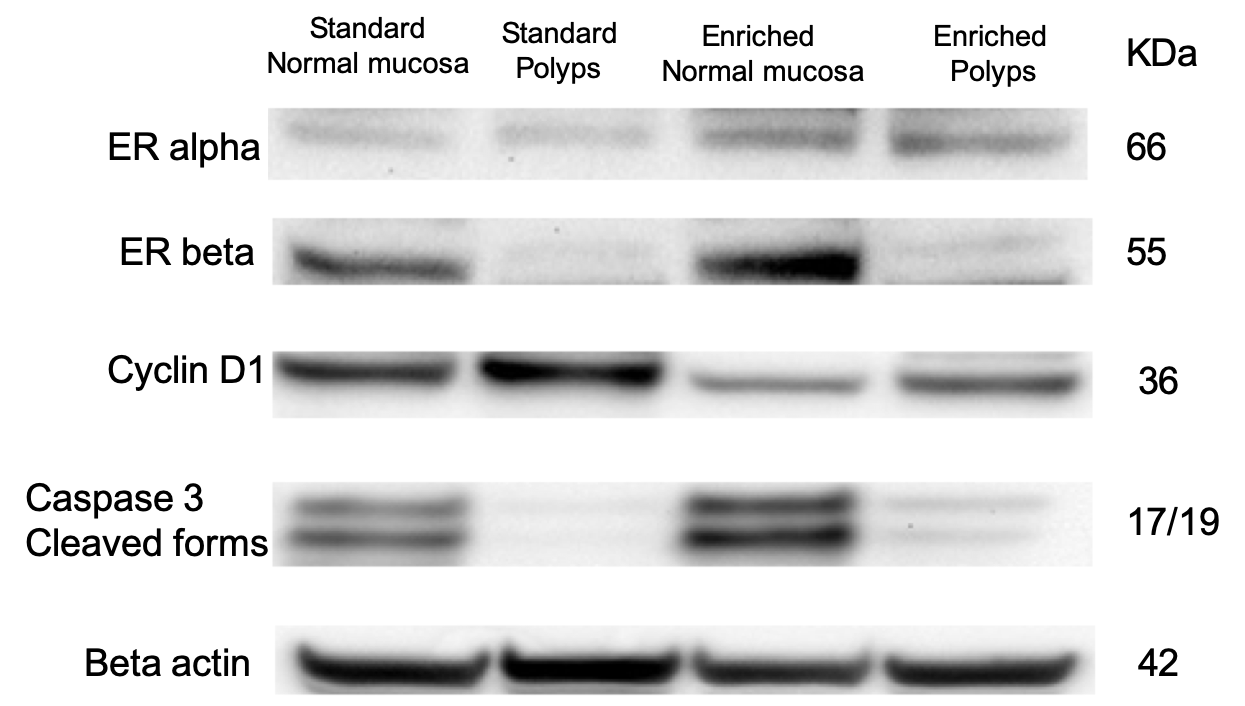 Standard
Normal mucosa
Standard
Polyps
Enriched
Normal mucosa
Enriched
Polyps
KDa
ER alpha
66
ER beta
55
Cyclin D1
36
Caspase 3
Cleaved forms
17/19
Beta actin
42